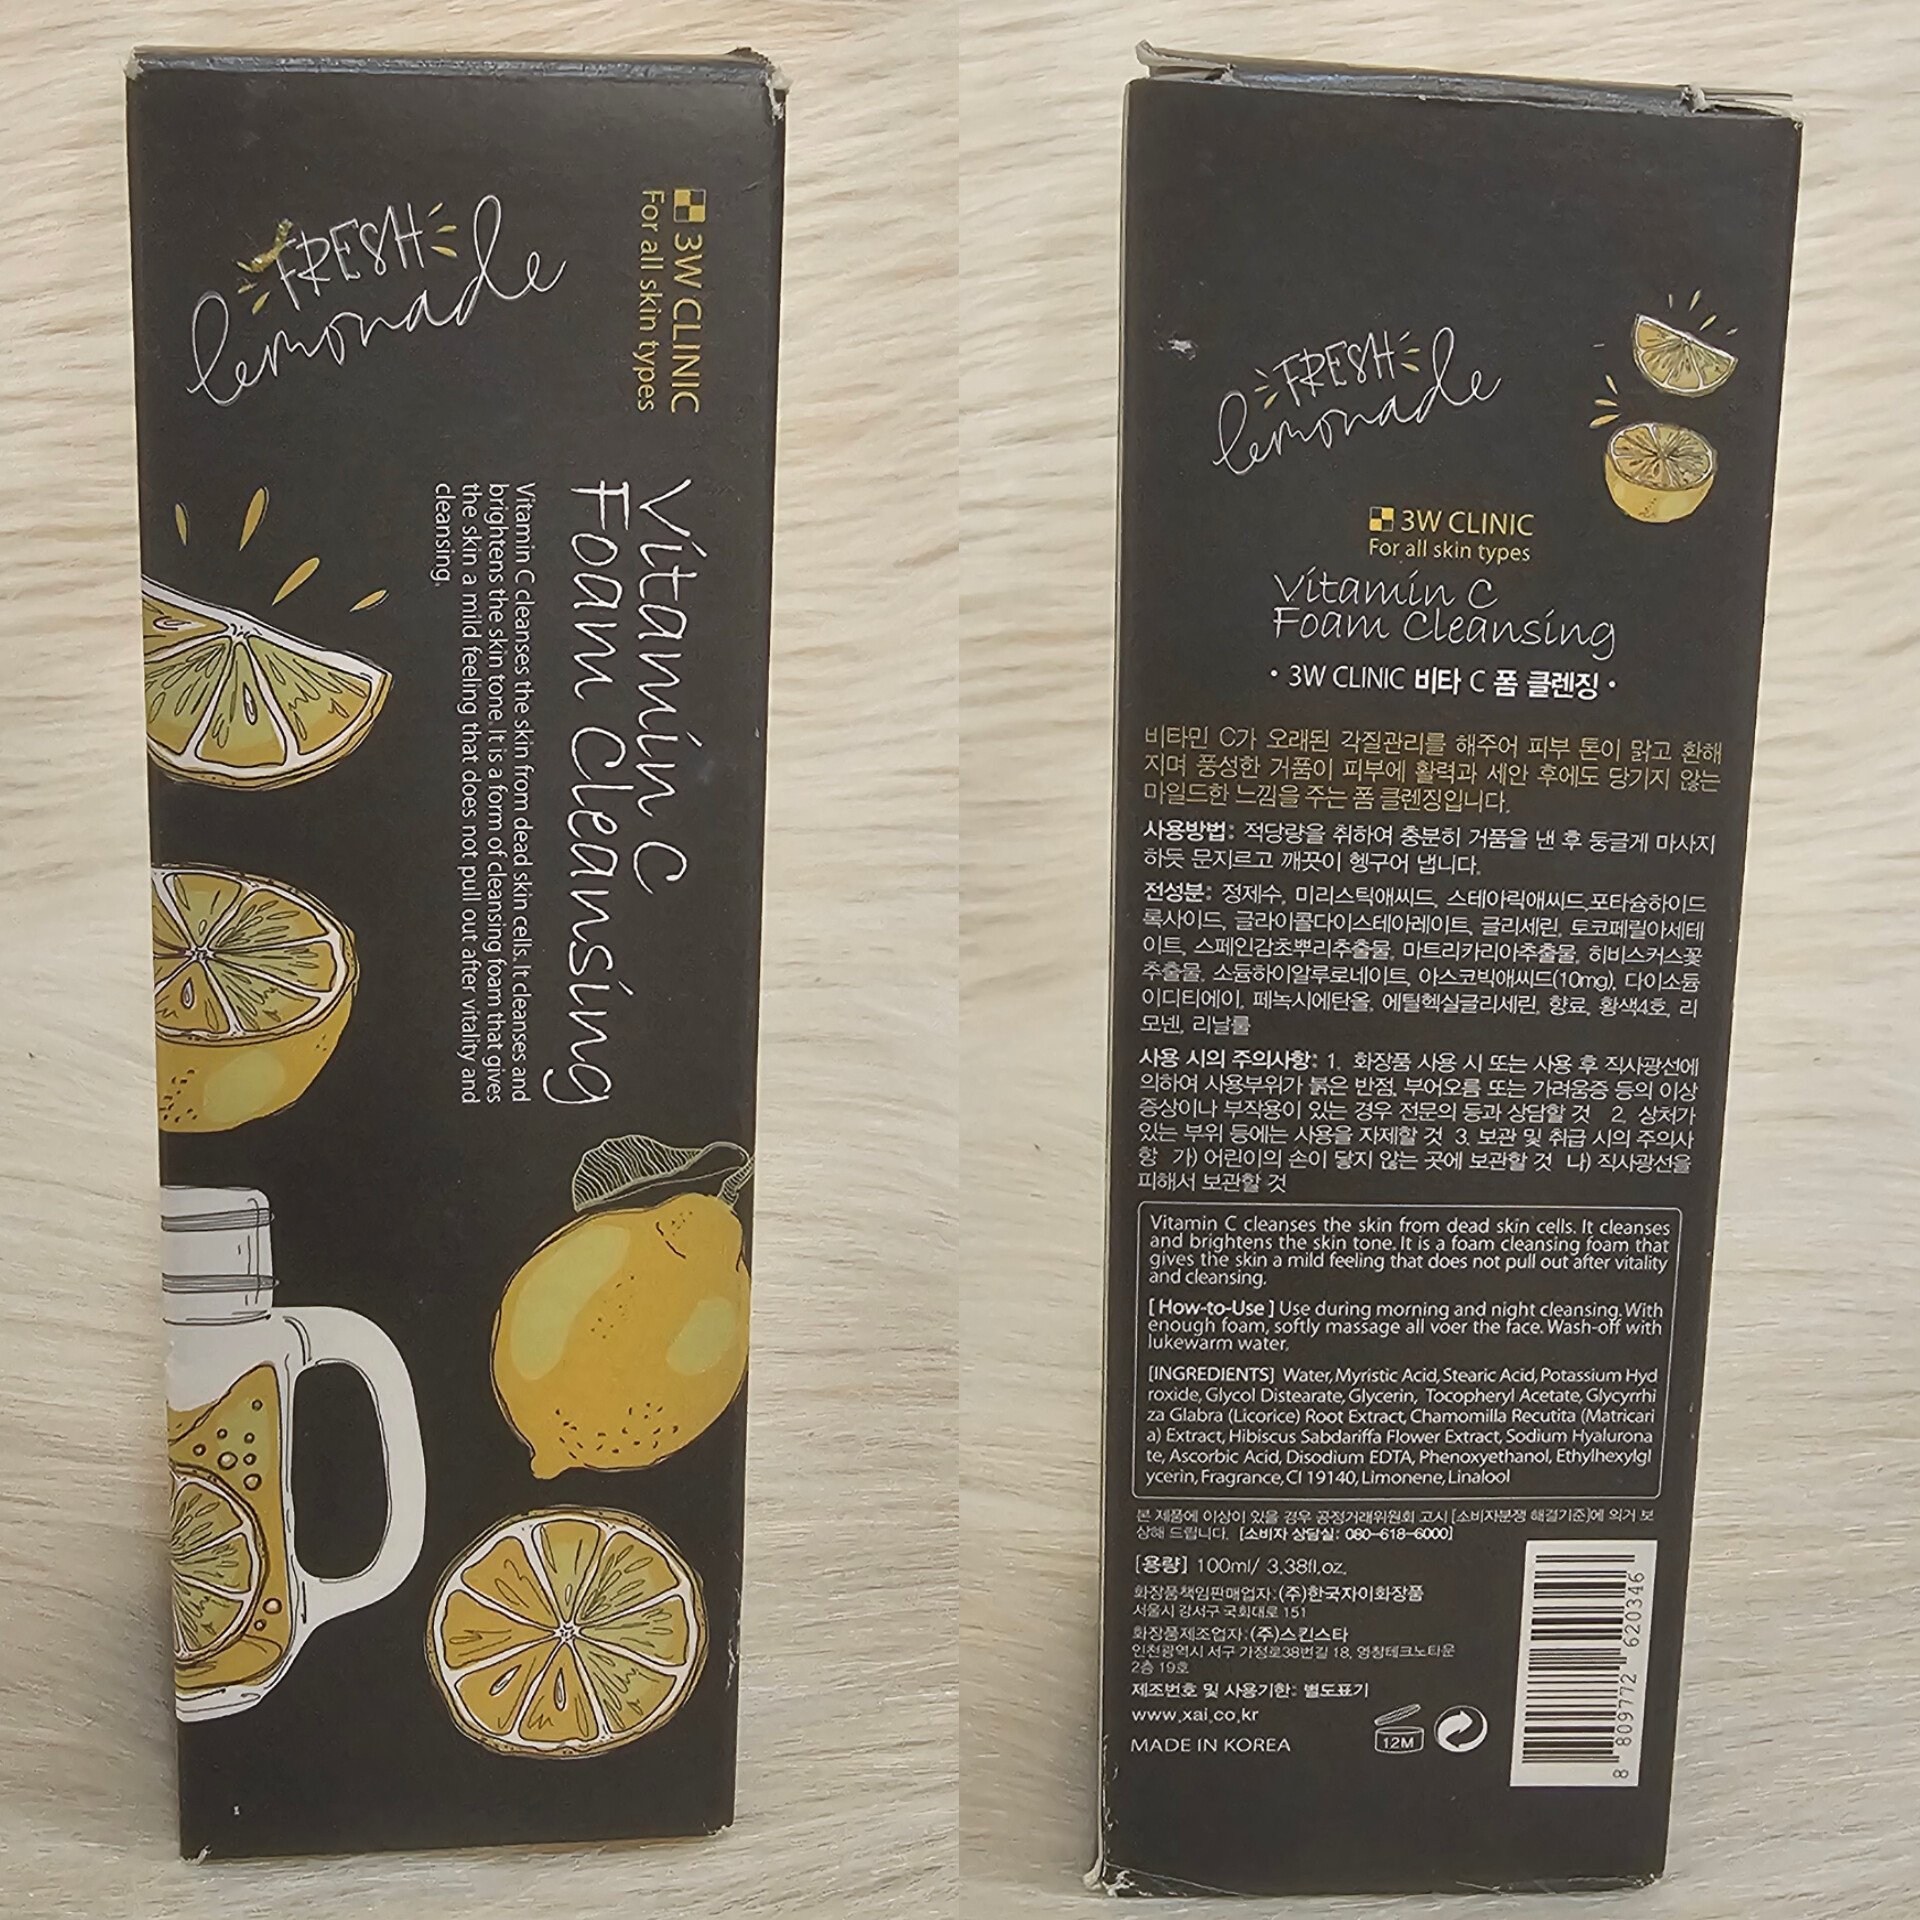 FRESH
lemonade
3W CLINIC
For all skin types
Vitamin C
Foam Cleansing
Vitamin C cleanses the skin from dead skin cells. It cleanses and
brightens the skin tone. It is a form of cleansing foam that gives
the skin a mild feeling that does not pull out after vitality and
cleansing.
FRESH
lemonade
3W CLINIC
For all skin types
Vitamin C
Foam Cleansing
• 3W CLINIC 비타 C 폼 클렌징 •
비타민 C가 오래된 각질관리를 해주어 피부 톤이 맑고 환해
지며 풍성한 거품이 피부에 활력과 세안 후에도 당기지 않는
마일드한 느낌을 주는 폼 클렌징입니다.
사용방법: 적당량을 취하여 충분히 거품을 낸 후 둥글게 마사지
하듯 문지르고 깨끗이 헹구어 냅니다.
전성분: 정제수, 미리스틱애씨드, 스테아릭애씨드,포타슘하이드
록사이드, 글라이콜다이스테아레이트, 글리세린, 토코페릴아세테
이트, 스페인감초뿌리추출물, 마트리카리아추출물, 히비스커스꽃
추출물, 소듐하이알루로네이트, 아스코빅애씨드(10mg), 다이소듐
이디티에이, 페녹시에탄올, 에틸헥실글리세린, 향료, 황색4호, 리
모넨, 리날룰
사용 시의 주의사항: 1. 화장품 사용 시 또는 사용 후 직사광선에
의하여 사용부위가 붉은 반점, 부어오름 또는 가려움증 등의 이상
증상이나 부작용이 있는 경우 전문의 등과 상담할 것 2. 상처가
있는 부위 등에는 사용을 자제할 것 3. 보관 및 취급 시의 주의사
항 가) 어린이의 손이 닿지 않는 곳에 보관할 것 나) 직사광선을
피해서 보관할 것
Vitamin C cleanses the skin from dead skin cells. It cleanses
and brightens the skin tone. It is a foam cleansing foam that
gives the skin a mild feeling that does not pull out after vitality
and cleansing.
[ How-to-Use ] Use during morning and night cleansing. With
enough foam, softly massage all voer the face. Wash-off with
lukewarm water.
[INGREDIENTS] Water, Myristic Acid, Stearic Acid, Potassium Hyd
roxide, Glycol Distearate, Glycerin, Tocopheryl Acetate, Glycyrrhi
za Glabra (Licorice) Root Extract, Chamomilla Recutita (Matricari
a) Extract, Hibiscus Sabdariffa Flower Extract, Sodium Hyalurona
te, Ascorbic Acid, Disodium EDTA, Phenoxyethanol, Ethylhexylgl
ycerin, Fragrance, CI 19140, Limonene, Linalool
본 제품에 이상이 있을 경우 공정거래위원회 고시 [소비자분쟁 해결기준]에 의거 보
상해 드립니다. [소비자 상담실: 080-618-6000]
[용량] 100ml/ 3.38fl.oz.
화장품책임판매업자: (주)한국자이화장품
서울시 강서구 국회대로 151
화장품제조업자: (주)스킨스타
인천광역시 서구 가정로38번길 18, 영창테크노타운
2층 19호
제조번호 및 사용기한: 별도표기
www.xai.co.kr
MADE IN KOREA
12M
8 809772 620346